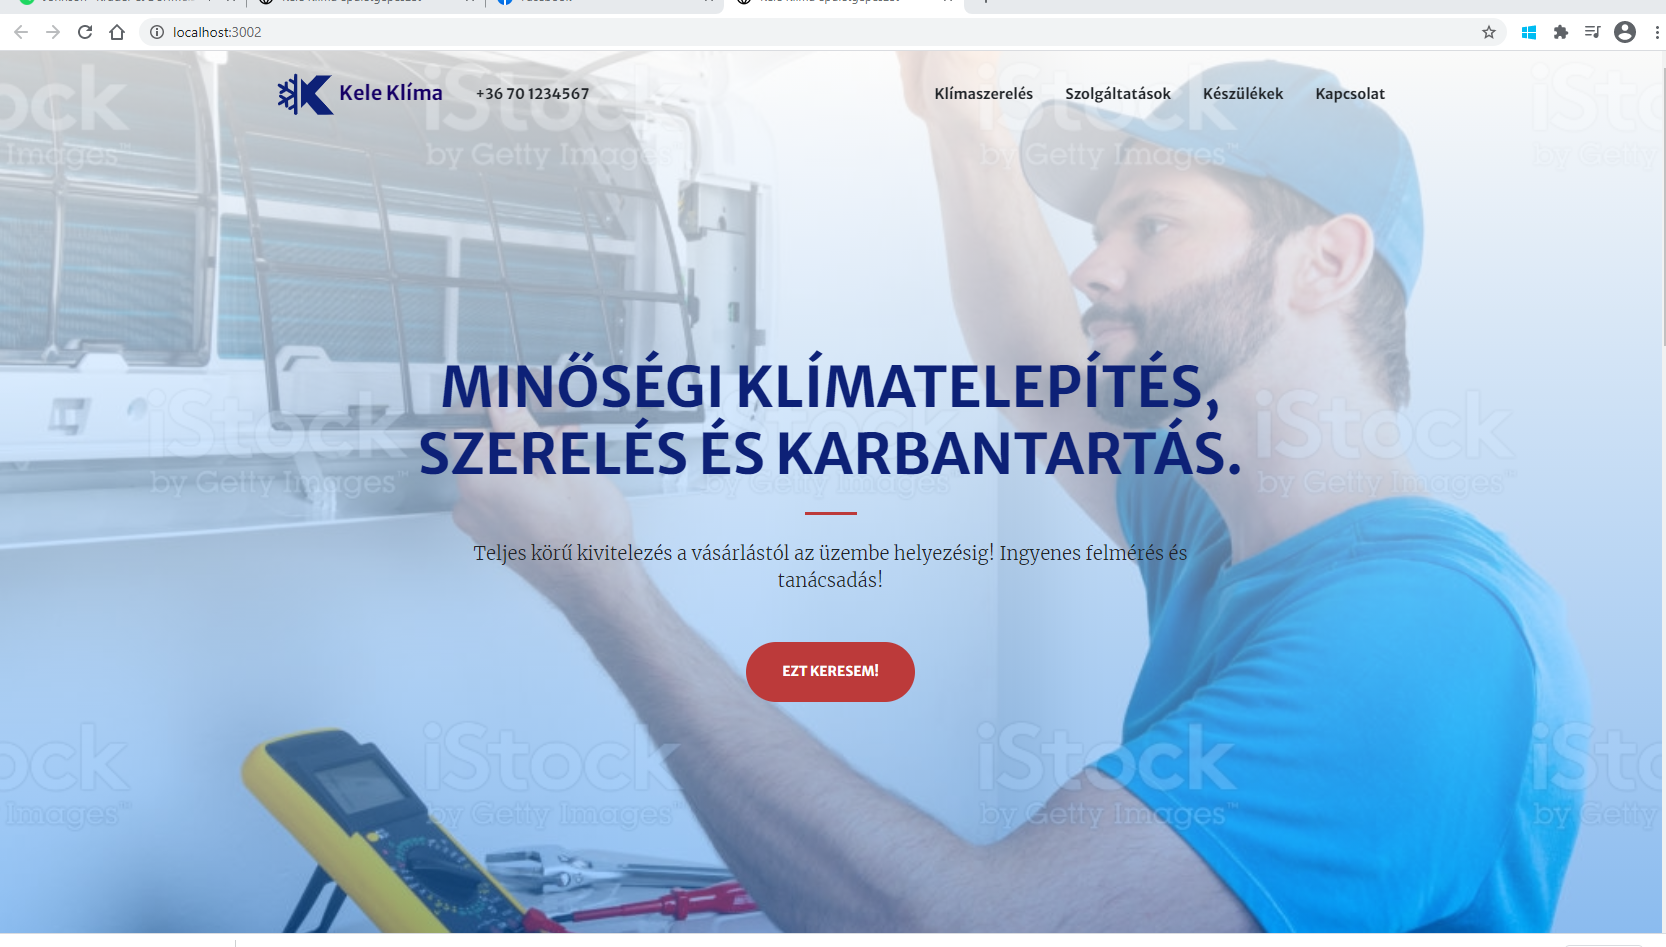 localhost:3002
Kele Klíma
+36 70 1234567
Klímaszerelés
Szolgáltatások
Készülékek
Kapcsolat
MINŐSÉGI KLÍMATELEPÍTÉS,
SZERELÉS ÉS KARBANTARTÁS.
Teljes körű kivitelezés a vásárlástól az üzembe helyezésig! Ingyenes felmérés és
tanácsadás!
EZT KERESEM!
iStock
by Getty Images™